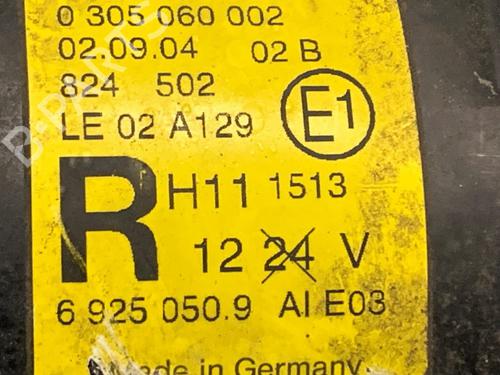 0 305 060 002
02.09.04 02 B
824 502
LE 02 A129 E1
R H11 1513
12 24 V
6 925 050.9 AI E03
Made in Germany
B-PARTS